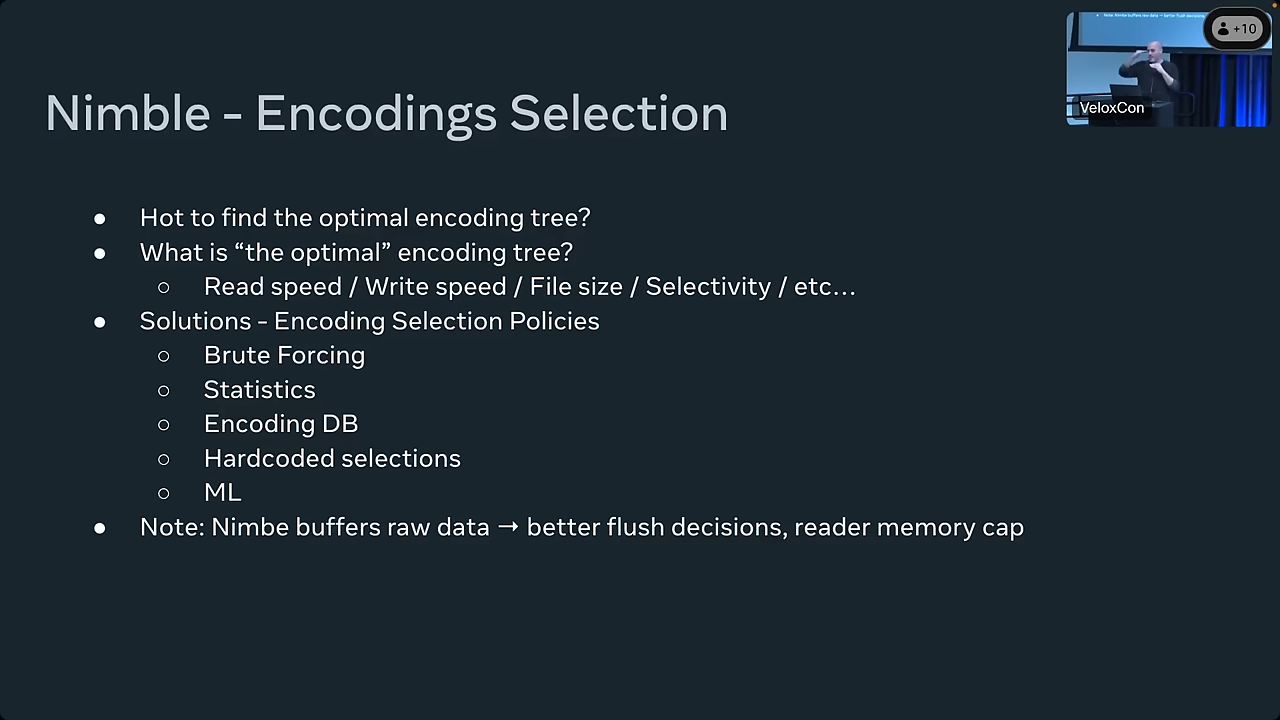 Nimble - Encodings Selection
+10
VeloxCon
● Hot to find the optimal encoding tree?
● What is “the optimal” encoding tree?
○ Read speed / Write speed / File size / Selectivity / etc...
● Solutions - Encoding Selection Policies
○ Brute Forcing
○ Statistics
○ Encoding DB
○ Hardcoded selections
○ ML
● Note: Nimbe buffers raw data → better flush decisions, reader memory cap